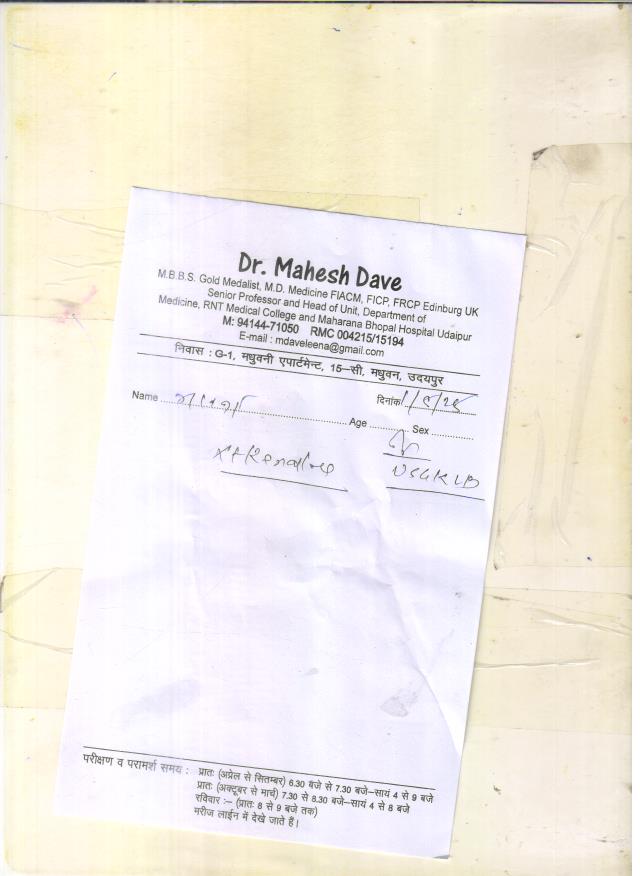 Dr. Mahesh Dave
M.B.B.S. Gold Medalist, M.D. Medicine FIACM, FICP, FRCP Edinburg UK
Senior Professor and Head of Unit, Department of
Medicine, RNT Medical College and Maharana Bhopal Hospital Udaipur
M: 94144-71050 RMC 004215/15194
E-mail : mdaveleena@gmail.com
निवास : G-1, मधुवनी एपार्टमेन्ट, 15-सी, मधुवन, उदयपुर
दिनांक
Name
Age ............ Sex ............
परीक्षण व परामर्श समय : प्रातः (अप्रेल से सितम्बर) 6.30 बजे से 7.30 बजे-सायं 4 से 9 बजे
प्रातः (अक्टूबर से मार्च) 7.30 से 8.30 बजे-सायं 4 से 8 बजे
रविवार :- (प्रातः 8 से 9 बजे तक)
मरीज लाईन में देखे जाते हैं।